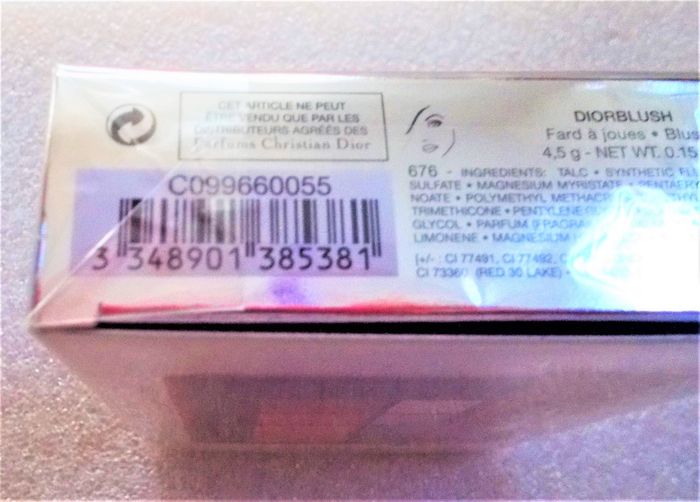 CET ARTICLE NE PEUT
ÊTRE VENDU QUE PAR LES
DISTRIBUTEURS AGRÉÉS DES
Parfums Christian Dior
C099660055
3 348901 385381
DIORBLUSH
Fard à joues • Blus
4,5 g - NET WT. 0.15
676 - INGREDIENTS: TALC • SYNTHETIC FL
SULFATE • MAGNESIUM MYRISTATE •
NOATE • POLYMETHYL METHACR
TRIMETHICONE • PENTYLENE
GLYCOL • PARFUM (FRAGRAN
LIMONENE • MAGNESIUM
[+/- : CI 77491, CI 77492, C
CI 73360 (RED 30 LAKE) •